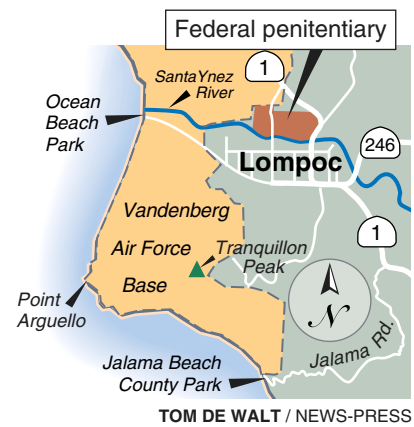 Federal penitentiary
1
SantaYnez
River
Ocean
Beach
Park
246
Lompoc
Vandenberg
Air Force
Base
Tranquillon
Peak
1
N
Point
Arguello
Jalama Rd.
Jalama Beach
County Park
TOM DE WALT / NEWS-PRESS